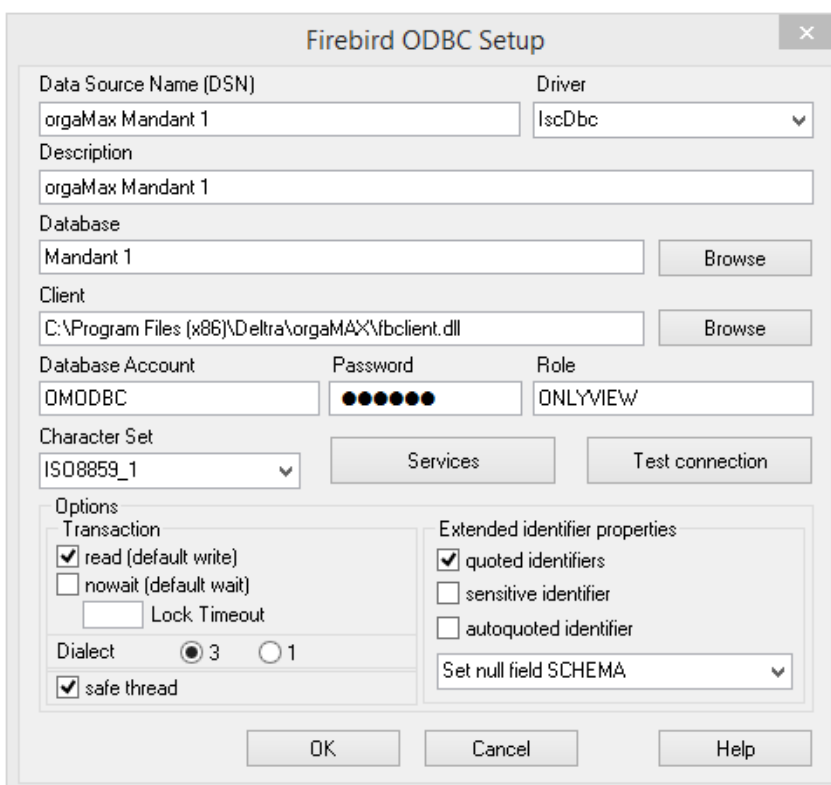 Firebird ODBC Setup
Data Source Name (DSN) Driver
orgaMax Mandant 1 IscDbc
Description
orgaMax Mandant 1
Database
Mandant 1 Browse
Client
C:\Program Files (x86)\Deltra\orgaMAX\fbclient.dll Browse
Database Account Password Role
OMODBC ●●●●●● ONLYVIEW
Character Set
ISO8859_1 Services Test connection
Options
Transaction Extended identifier properties
read (default write) quoted identifiers
nowait (default wait) sensitive identifier
Lock Timeout autoquoted identifier
Dialect 3 1
Set null field SCHEMA
safe thread
OK Cancel Help